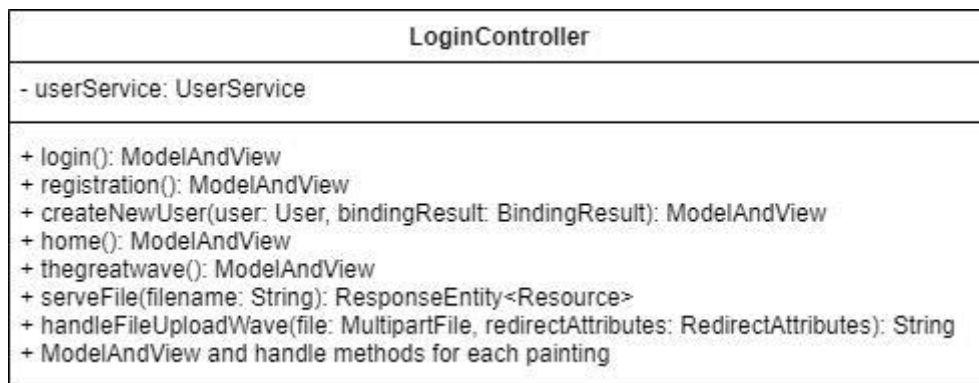 LoginController
- userService: UserService
+ login(): ModelAndView
+ registration(): ModelAndView
+ createNewUser(user: User, bindingResult: BindingResult): ModelAndView
+ home(): ModelAndView
+ thegreatwave(): ModelAndView
+ serveFile(filename: String): ResponseEntity<Resource>
+ handleFileUploadWave(file: MultipartFile, redirectAttributes: RedirectAttributes): String
+ ModelAndView and handle methods for each painting